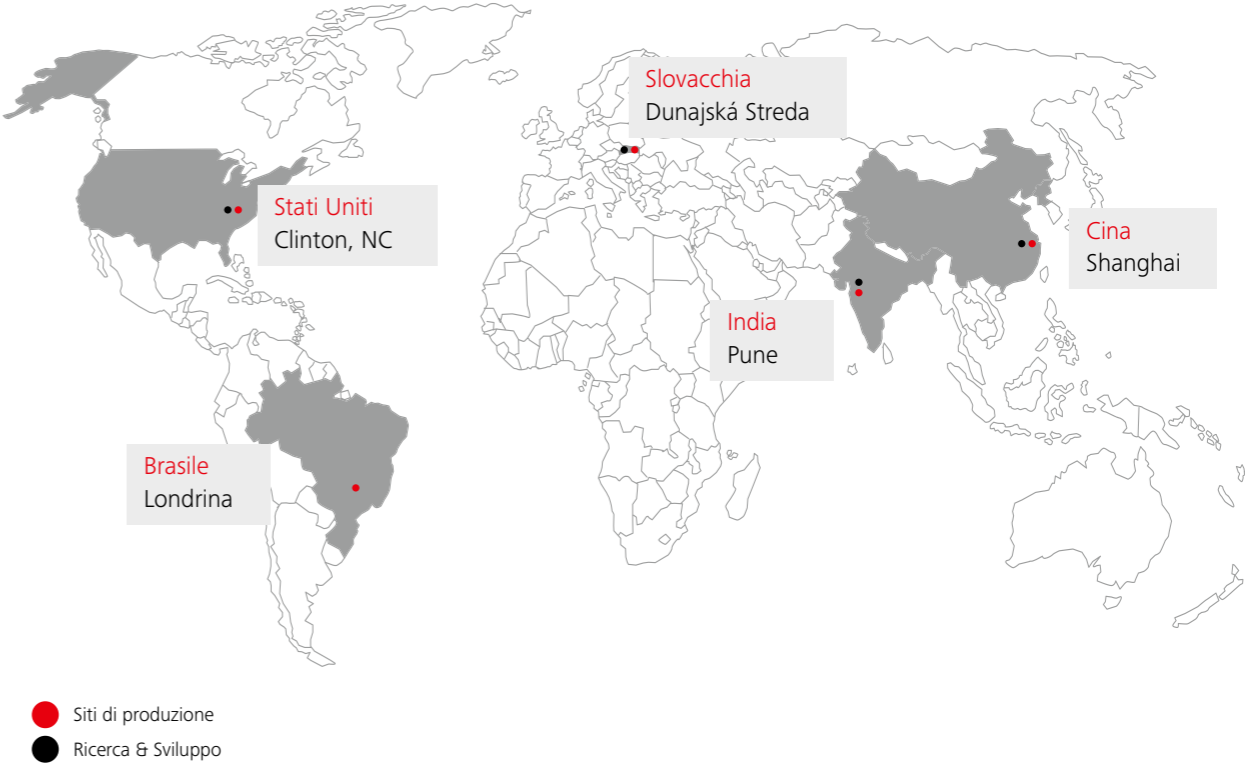 Slovacchia
Dunajská Streda
Stati Uniti
Clinton, NC
Cina
Shanghai
India
Pune
Brasile
Londrina
Siti di produzione
Ricerca & Sviluppo